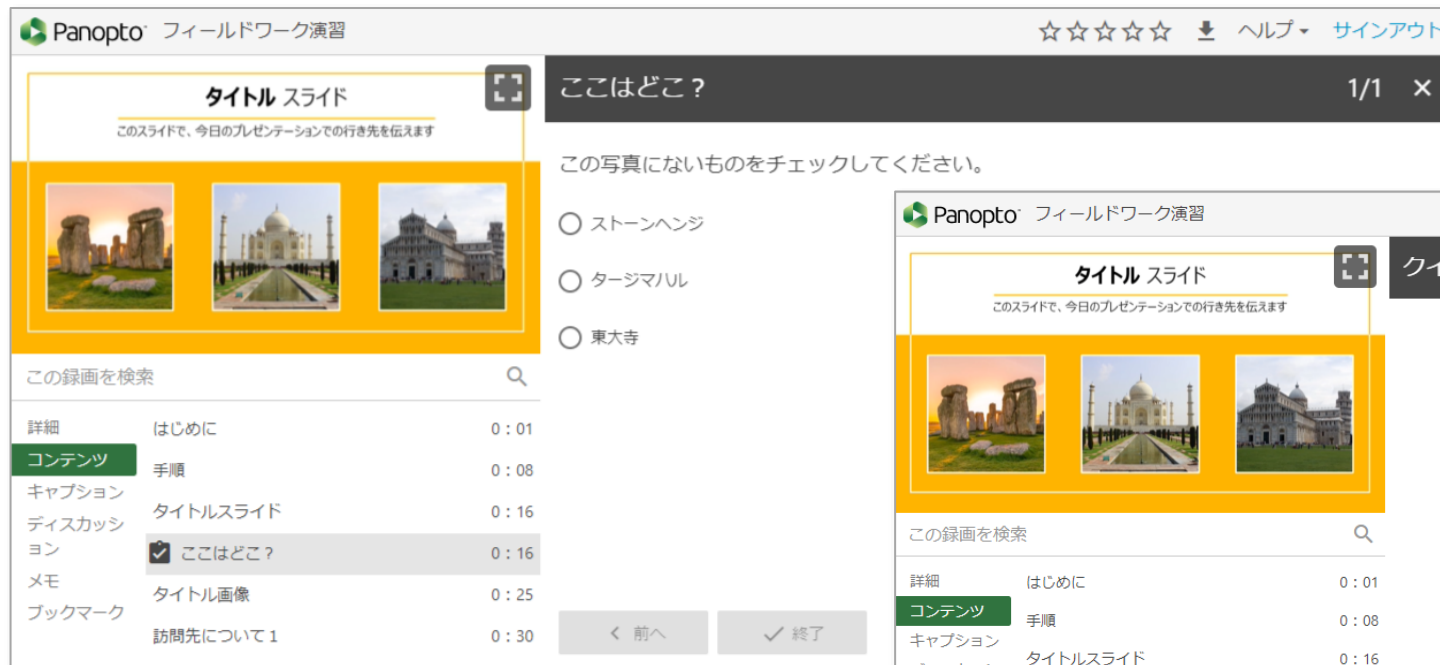 Panopto フィールドワーク演習
ヘルプ サインアウト
タイトル スライド
このスライドで、今日のプレゼンテーションでの行き先を伝えます
ここはどこ？ 1/1 ×
この写真にないものをチェックしてください。
ストーンヘンジ
タージマハル
東大寺
前へ
終了
この録画を検索
詳細
コンテンツ
キャプション
ディスカッシ
ョン
メモ
ブックマーク
はじめに 0：01
手順 0：08
タイトルスライド 0：16
ここはどこ？ 0：16
タイトル画像 0：25
訪問先について１ 0：30
Panopto フィールドワーク演習
タイトル スライド
このスライドで、今日のプレゼンテーションでの行き先を伝えます
クイ
この録画を検索
詳細
コンテンツ
キャプション
はじめに 0：01
手順 0：08
タイトルスライド 0：16